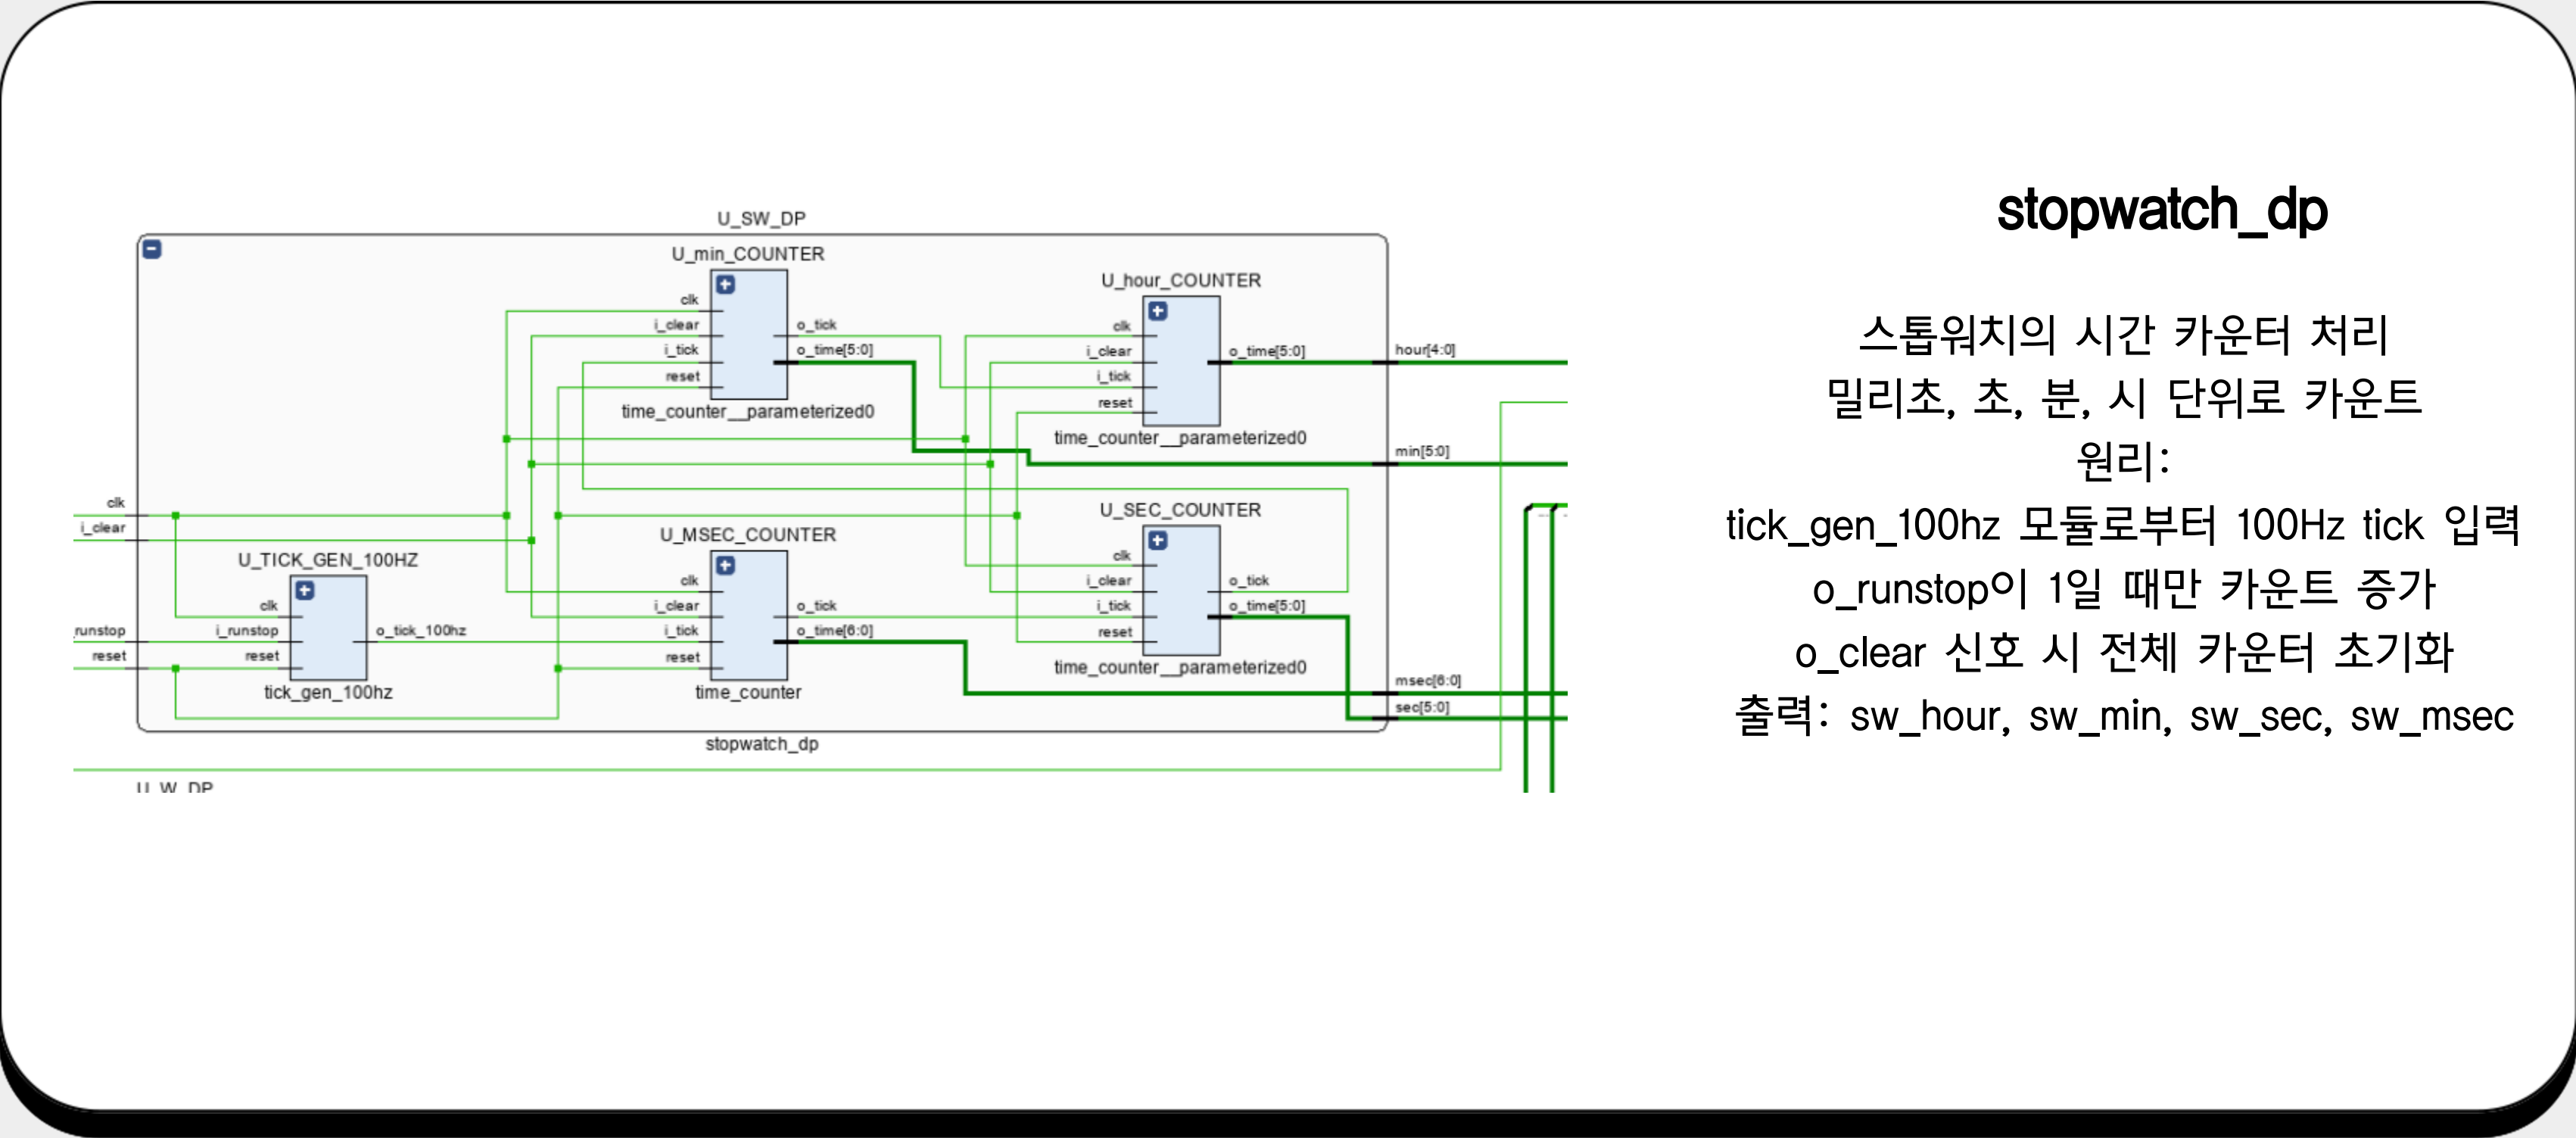 U_SW_DP
U_min_COUNTER
clk
i_clear
i_tick
reset
o_tick
o_time[5:0]
time_counter__parameterized0
U_hour_COUNTER
clk
i_clear
i_tick
reset
o_time[5:0]
time_counter__parameterized0
hour[4:0]
min[5:0]
clk
i_clear
runstop
reset
U_TICK_GEN_100HZ
clk
i_runstop
reset
o_tick_100hz
tick_gen_100hz
U_MSEC_COUNTER
clk
i_clear
i_tick
reset
o_tick
o_time[6:0]
time_counter
U_SEC_COUNTER
clk
i_clear
i_tick
reset
o_tick
o_time[5:0]
time_counter__parameterized0
msec[6:0]
sec[5:0]
stopwatch_dp
U_W_DP
stopwatch_dp
스톱워치의 시간 카운터 처리
밀리초, 초, 분, 시 단위로 카운트
원리:
tick_gen_100hz 모듈로부터 100Hz tick 입력
o_runstop이 1일 때만 카운트 증가
o_clear 신호 시 전체 카운터 초기화
출력: sw_hour, sw_min, sw_sec, sw_msec